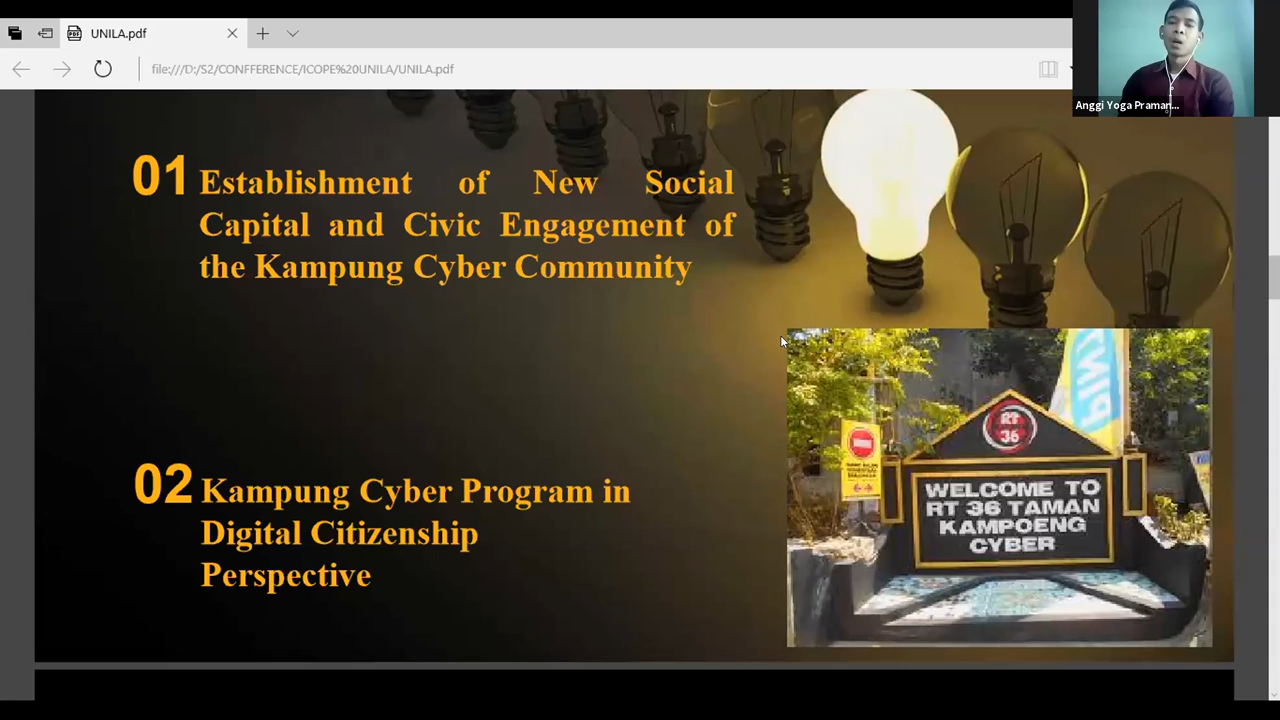 UNILA.pdf
file:///D:/S2/CONFFERENCE/ICOPE%20UNILA/UNILA.pdf
Anggi Yoga Praman...
01 Establishment of New Social
Capital and Civic Engagement of
the Kampung Cyber Community
02 Kampung Cyber Program in
Digital Citizenship
Perspective
RT
36
WELCOME TO
RT 36 TAMAN
KAMPOENG
CYBER